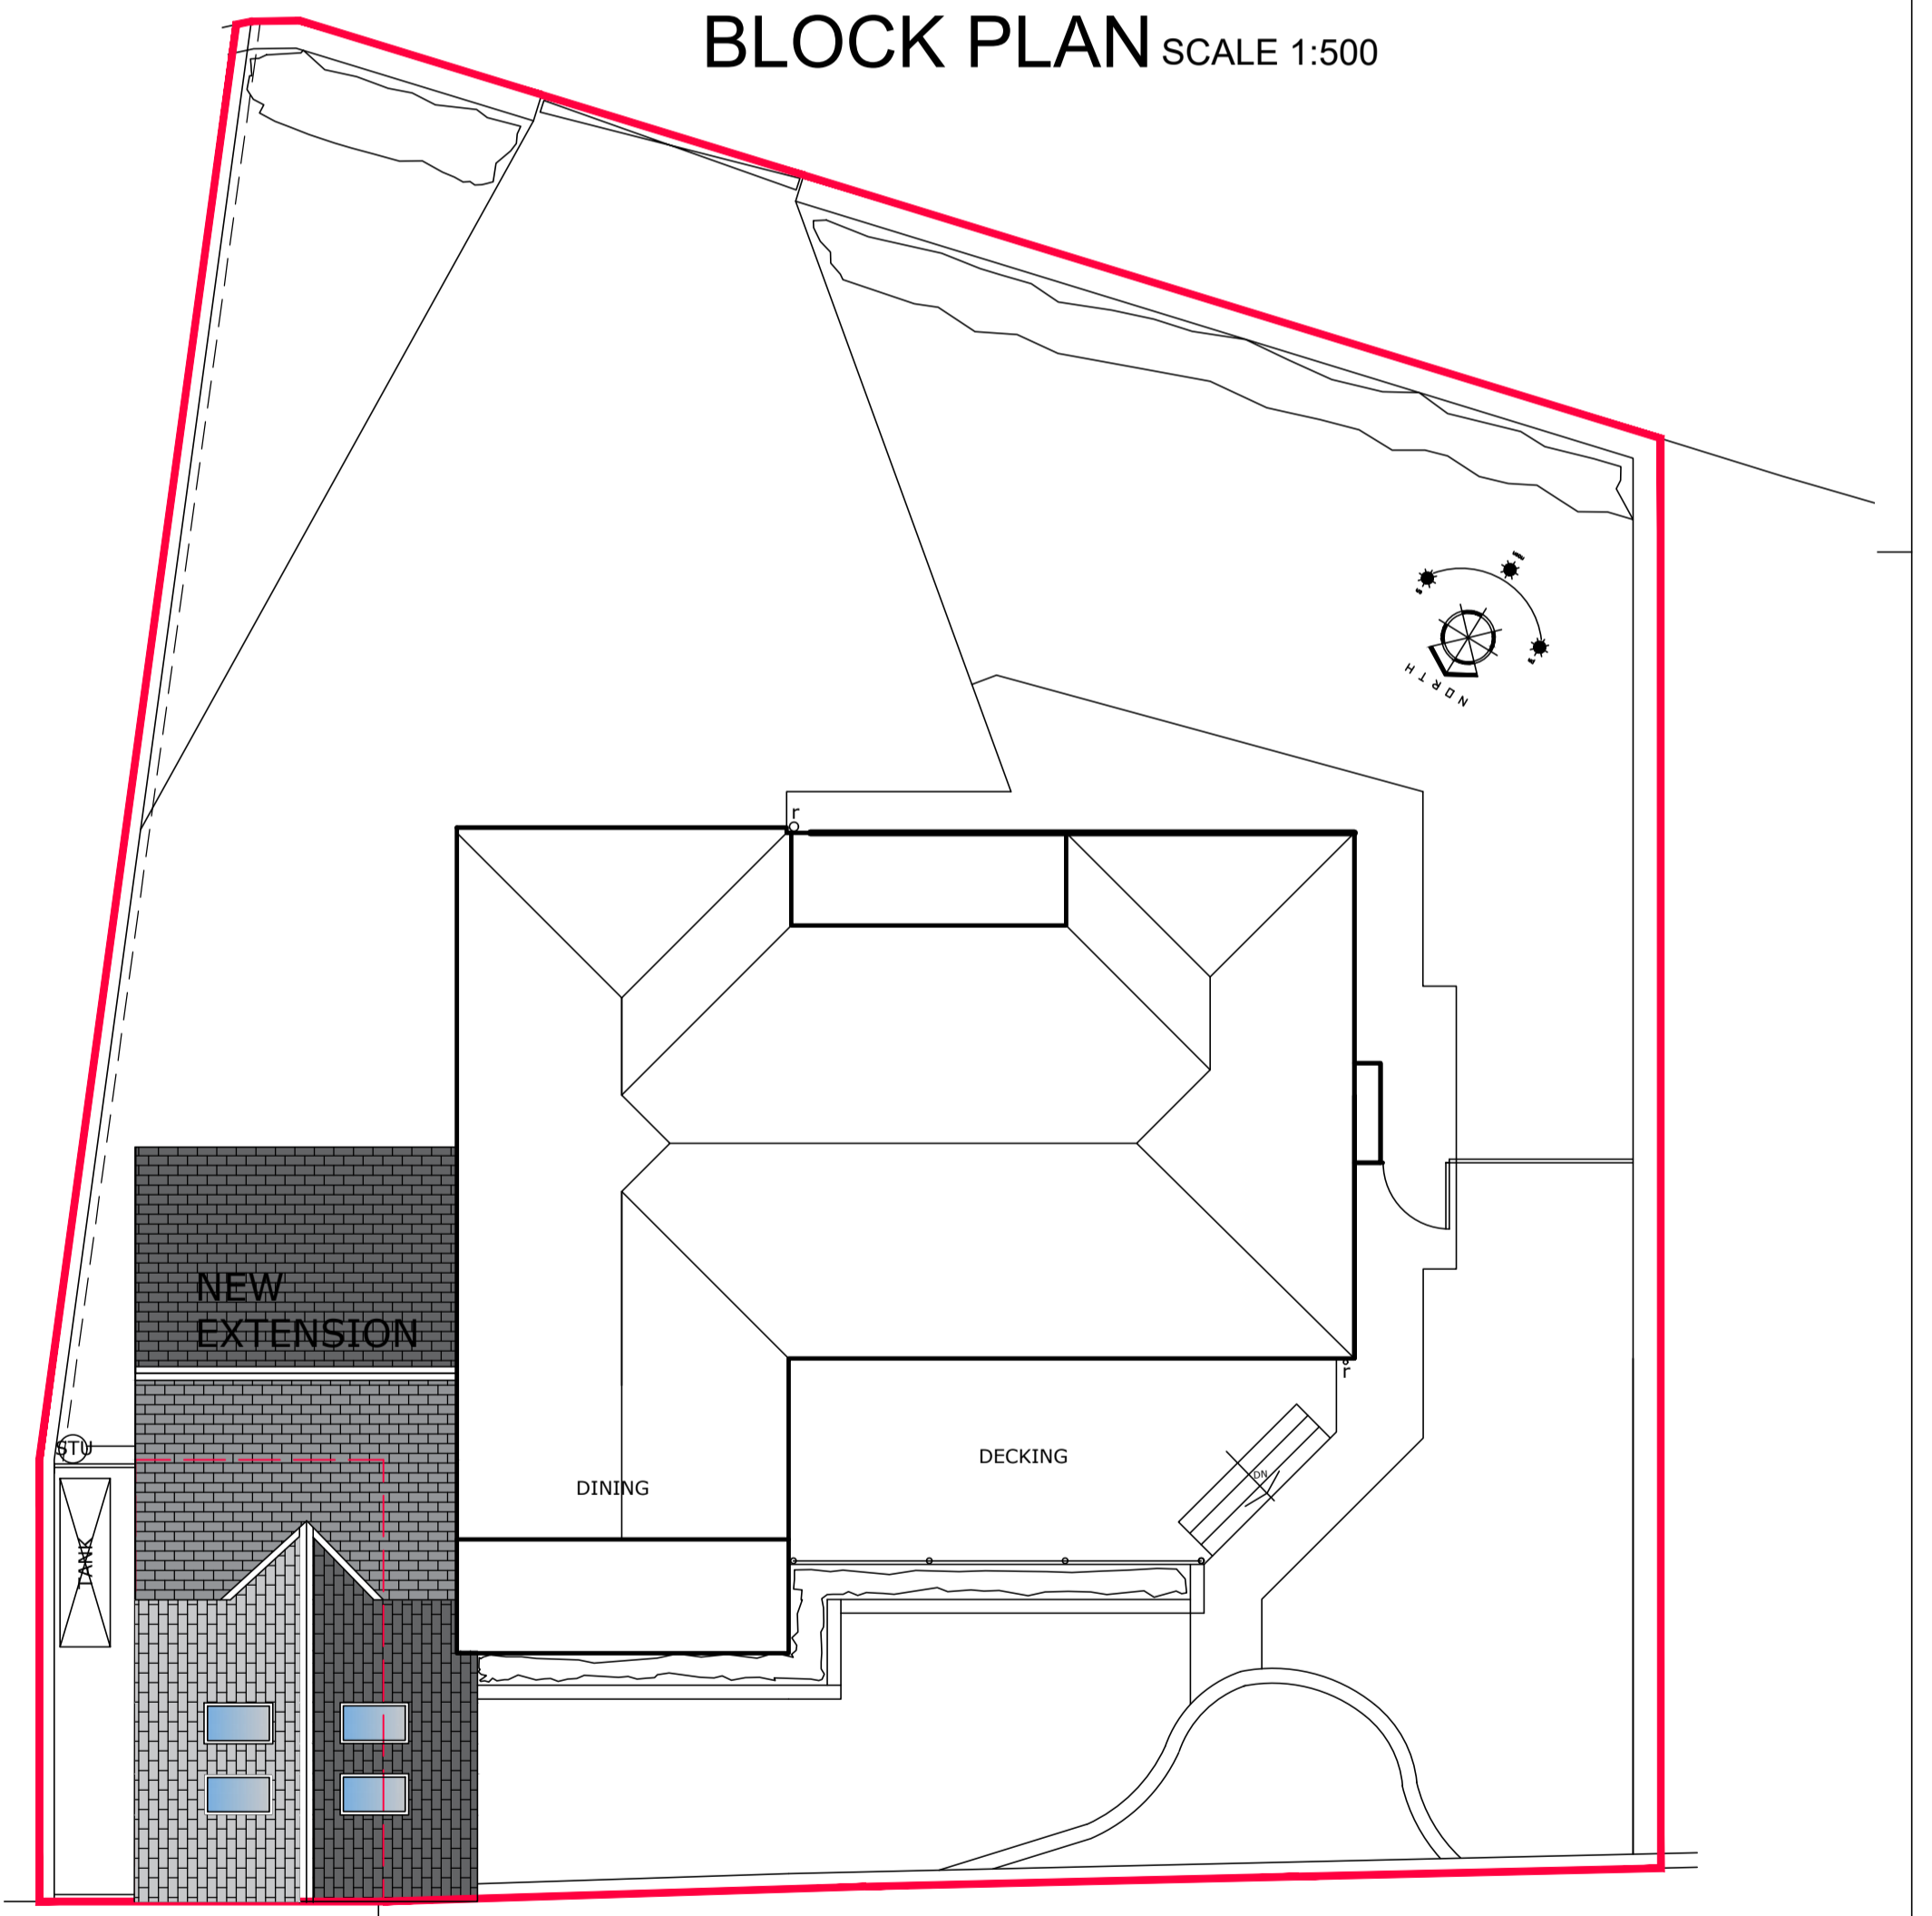 BLOCK PLAN SCALE 1:500
NORTH
r
NEW
EXTENSION
r
STU
DECKING
DN
DINING
TANK